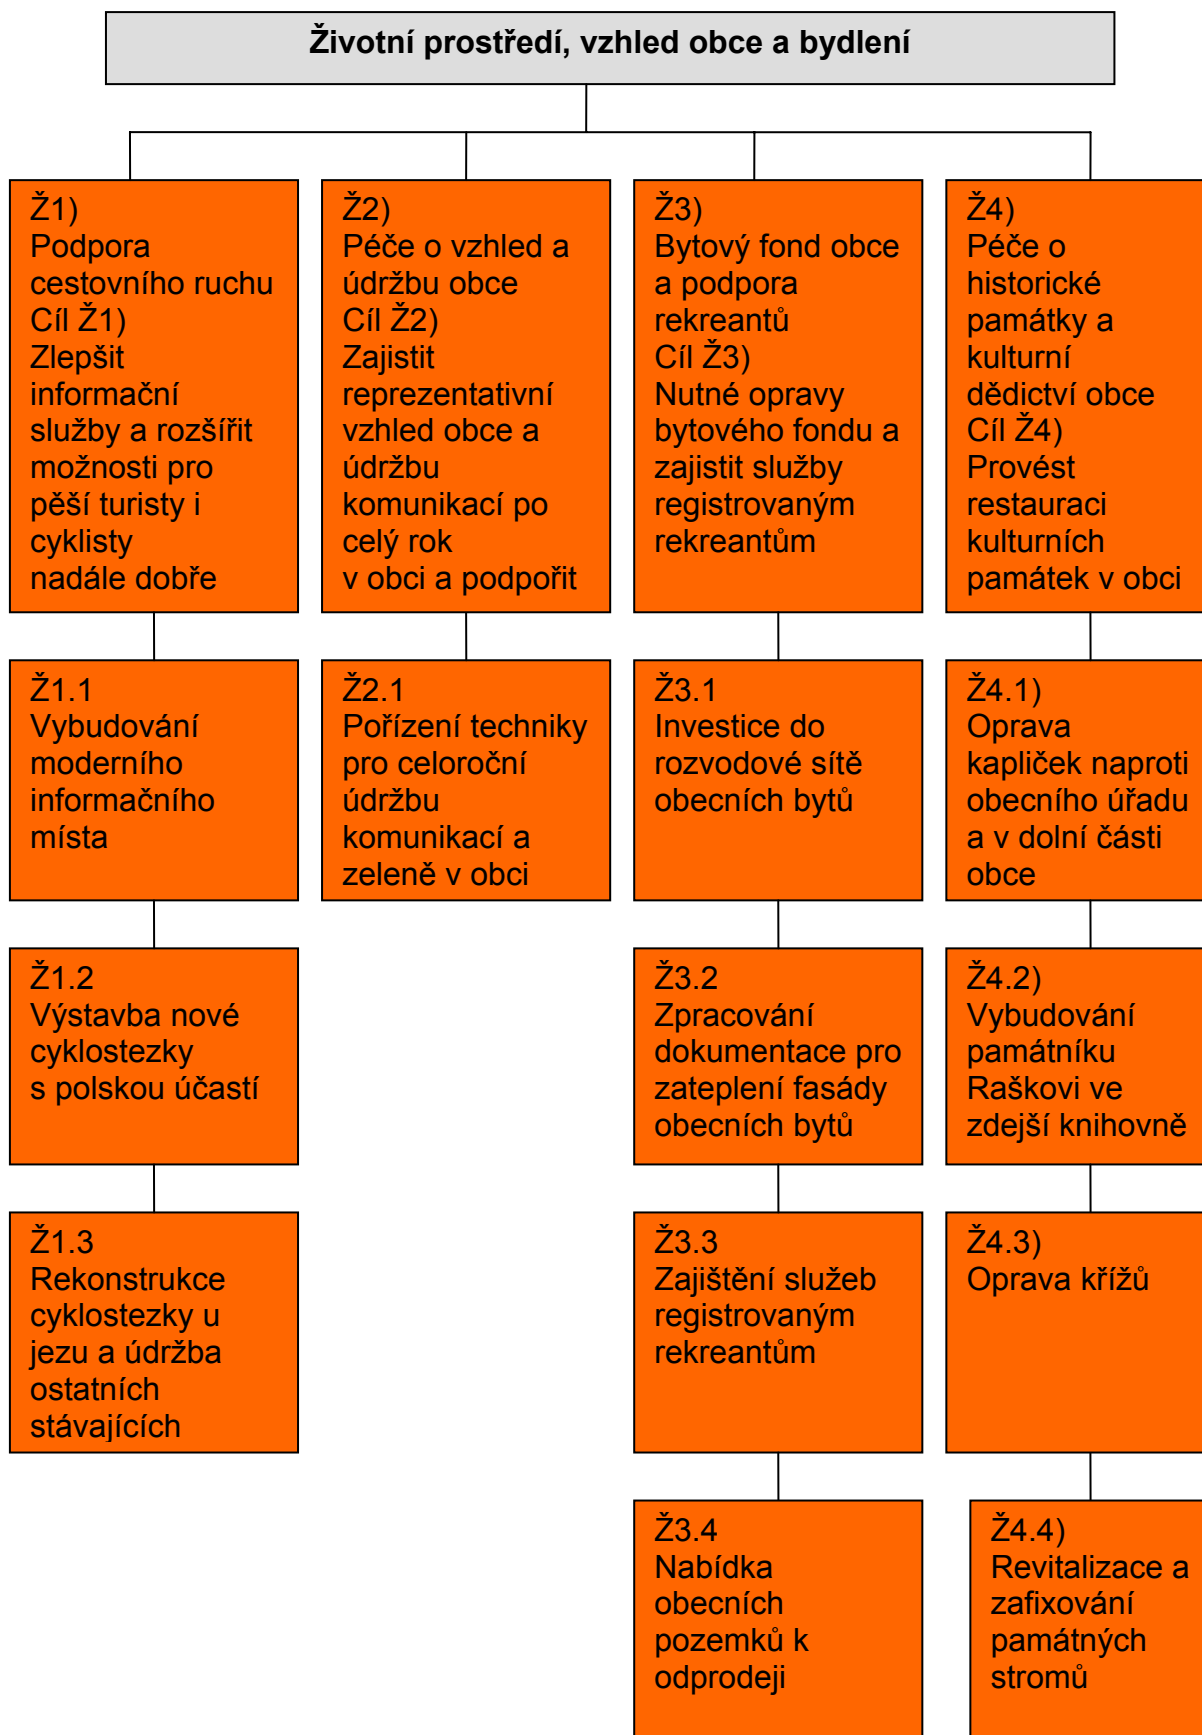 Životní prostředí, vzhled obce a bydlení
Ž1)
Podpora
cestovního ruchu
Cíl Ž1)
Zlepšit
informační
služby a rozšířit
možnosti pro
pěší turisty i
cyklisty
nadále dobře
Ž2)
Péče o vzhled a
údržbu obce
Cíl Ž2)
Zajistit
reprezentativní
vzhled obce a
údržbu
komunikací po
celý rok
v obci a podpořit
Ž3)
Bytový fond obce
a podpora
rekreantů
Cíl Ž3)
Nutné opravy
bytového fondu a
zajistit služby
registrovaným
rekreantům
Ž4)
Péče o
historické
památky a
kulturní
dědictví obce
Cíl Ž4)
Provést
restauraci
kulturních
památek v obci
Ž1.1
Vybudování
moderního
informačního
místa
Ž2.1
Pořízení techniky
pro celoroční
údržbu
komunikací a
zeleně v obci
Ž3.1
Investice do
rozvodové sítě
obecních bytů
Ž4.1)
Oprava
kapliček naproti
obecního úřadu
a v dolní části
obce
Ž1.2
Výstavba nové
cyklostezky
s polskou účastí
Ž3.2
Zpracování
dokumentace pro
zateplení fasády
obecních bytů
Ž4.2)
Vybudování
památníku
Raškovi ve
zdejší knihovně
Ž1.3
Rekonstrukce
cyklostezky u
jezu a údržba
ostatních
stávajících
Ž3.3
Zajištění služeb
registrovaným
rekreantům
Ž4.3)
Oprava křížů
Ž3.4
Nabídka
obecních
pozemků k
odprodeji
Ž4.4)
Revitalizace a
zafixování
památných
stromů